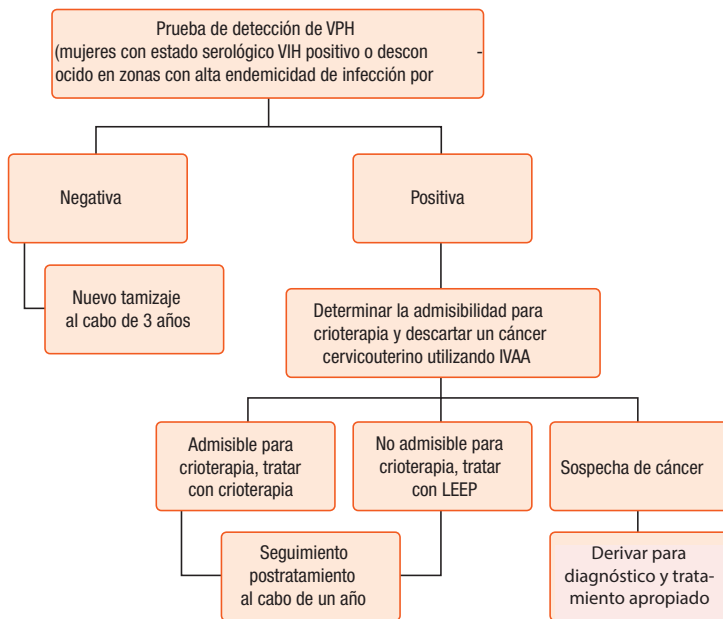 Prueba de detección de VPH
(mujeres con estado serológico VIH positivo o descon -
ocido en zonas con alta endemicidad de infección por
Negativa
Positiva
Nuevo tamizaje
al cabo de 3 años
Determinar la admisibilidad para
crioterapia y descartar un cáncer
cervicouterino utilizando IVAA
Admisible para
crioterapia, tratar
con crioterapia
No admisible para
crioterapia, tratar
con LEEP
Sospecha de cáncer
Seguimiento
postratamiento
al cabo de un año
Derivar para
diagnóstico y trata-
miento apropiado